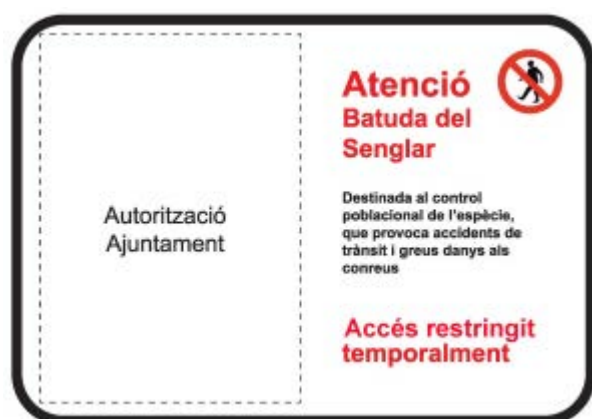 Autorització
Ajuntament
Atenció
Batuda del
Senglar
Destinada al control
poblacional de l'espècie,
que provoca accidents de
trànsit i greus danys als
conreus
Accés restringit
temporalment